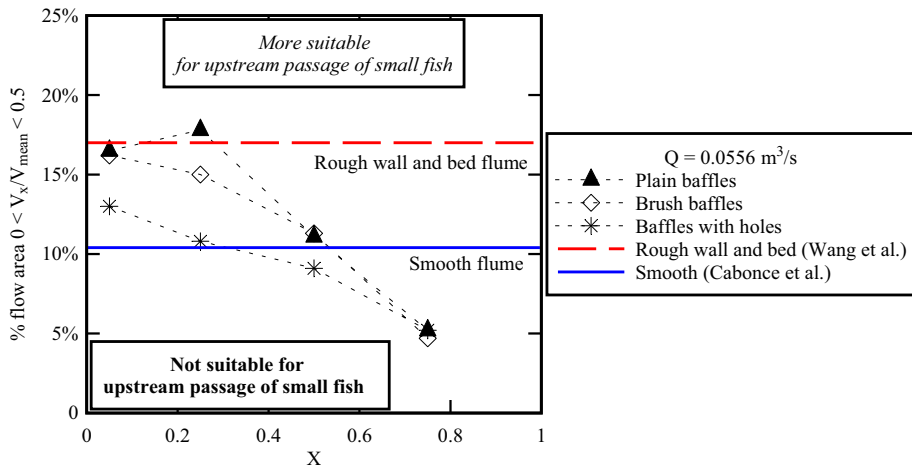 25%
20%
15%
10%
5%
0
% flow area 0 < Vx/Vmean < 0.5
More suitable
for upstream passage of small fish
Rough wall and bed flume
Smooth flume
Not suitable for
upstream passage of small fish
0 0.2 0.4 0.6 0.8 1
X
Q = 0.0556 m³/s
Plain baffles
Brush baffles
Baffles with holes
Rough wall and bed (Wang et al.)
Smooth (Cabonce et al.)